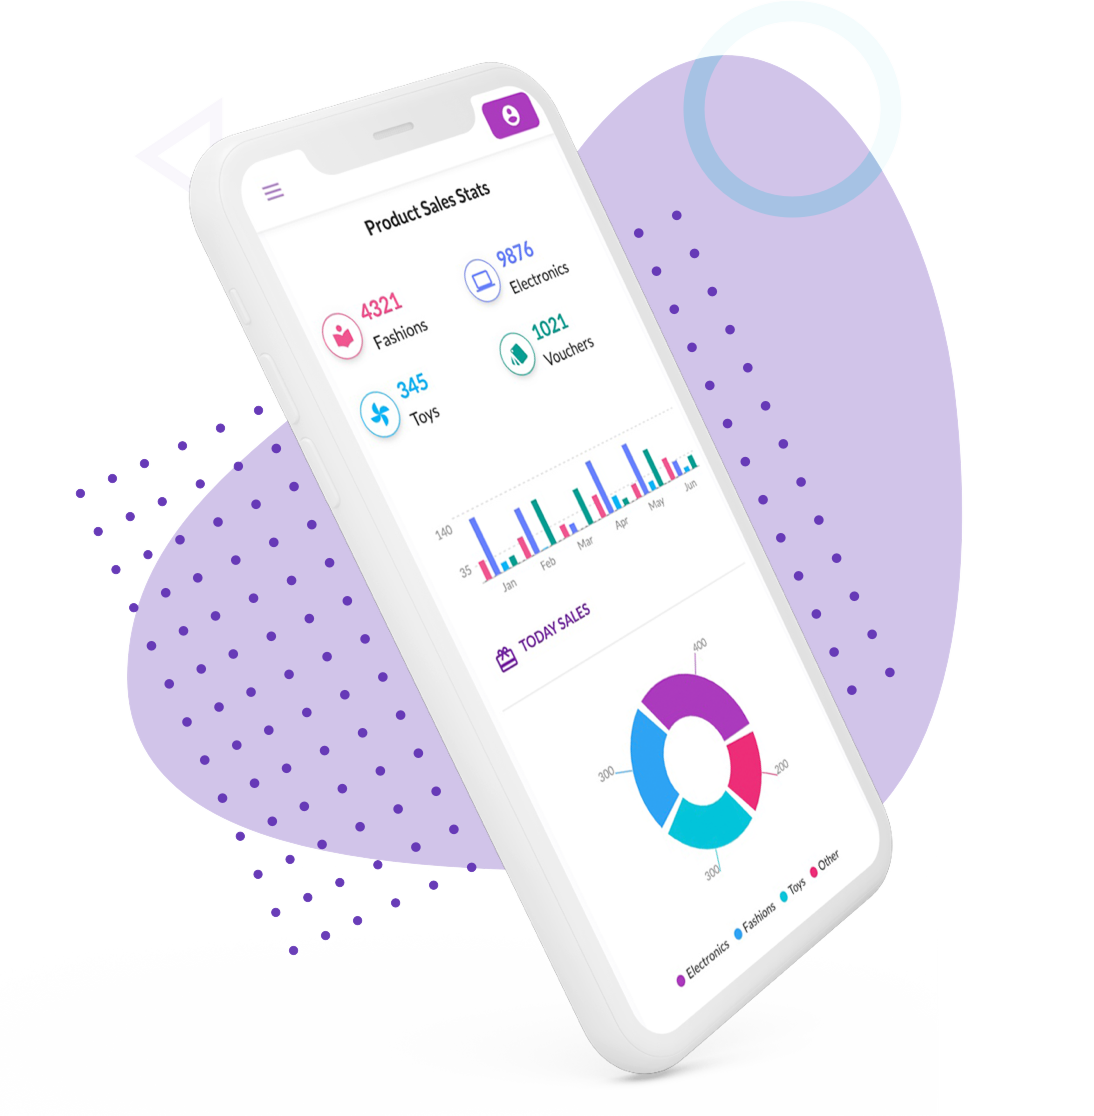 Product Sales Stats
4321
Fashions
9876
Electronics
345
Toys
1021
Vouchers
140
35
Jan
Feb
Mar
Apr
May
Jun
TODAY SALES
400
300
200
300
Electronics
Fashions
Toys
Other